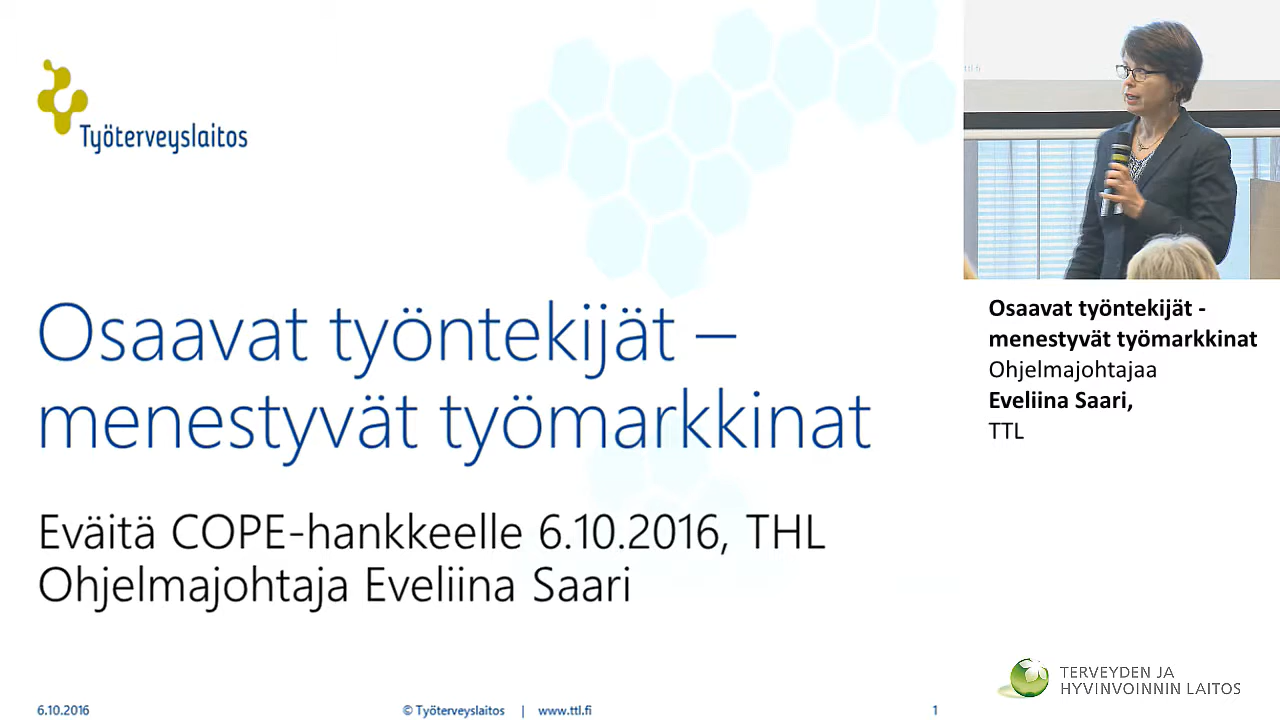 Työterveyslaitos
Osaavat työntekijät –
menestyvät työmarkkinat
Eväitä COPE-hankkeelle 6.10.2016, THL
Ohjelmajohtaja Eveliina Saari
6.10.2016
© Työterveyslaitos | www.ttl.fi
1
Osaavat työntekijät -
menestyvät työmarkkinat
Ohjelmajohtajaa
Eveliina Saari,
TTL
TERVEYDEN JA
HYVINVOINNIN LAITOS